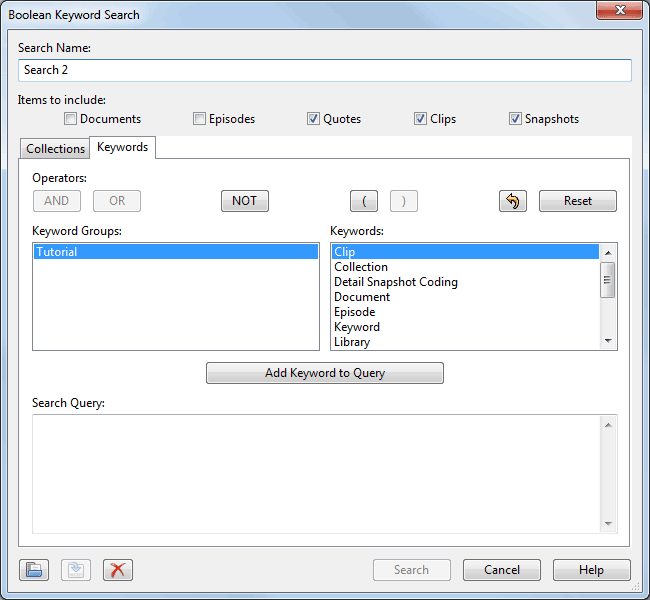 Boolean Keyword Search
Search Name:
Search 2
Items to include:
Documents Episodes Quotes Clips Snapshots
Collections Keywords
Operators:
AND OR NOT ( ) Reset
Keyword Groups: Keywords:
Tutorial Clip
Collection
Detail Snapshot Coding
Document
Episode
Keyword
Library
Add Keyword to Query
Search Query:
Search Cancel Help